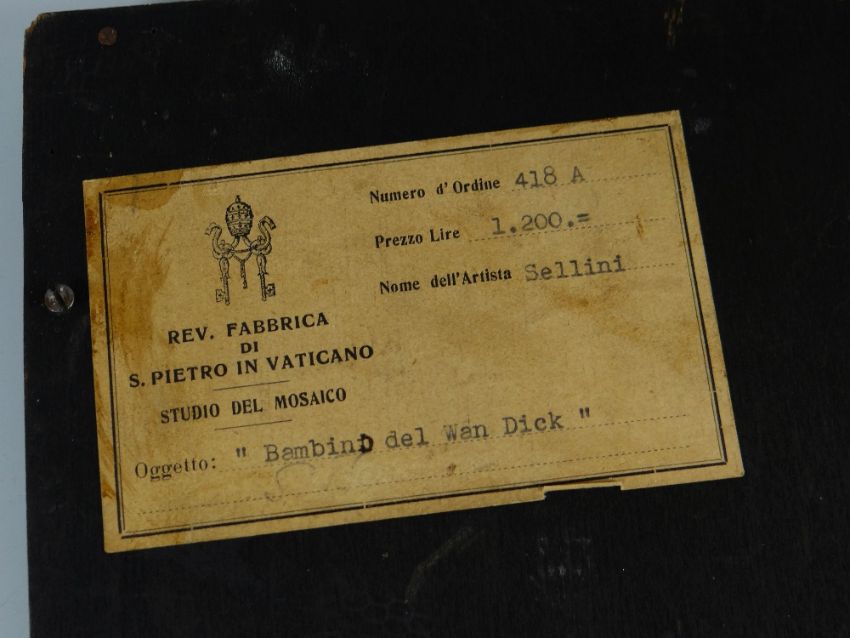 Numero d'Ordine 418 A
Prezzo Lire 1.200.=
Nome dell'Artista Sellini
REV. FABBRICA
DI
S. PIETRO IN VATICANO
STUDIO DEL MOSAICO
Oggetto: " Bambini del Wan Dick "